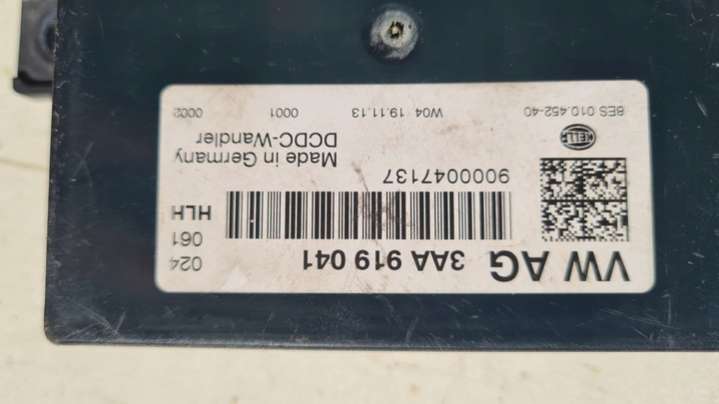 VW AG 3AA 919 041 024
061
HLH
9000047137
Made in Germany
DCDC-Wandler
HELLA
8ES 010.452-40 W04 19.11.13 0001 0002